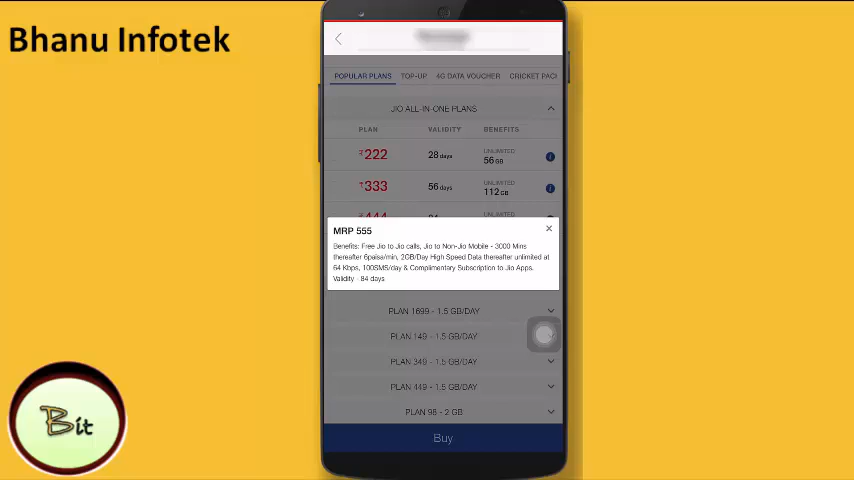 Bhanu Infotek
POPULAR PLANS TOP-UP 4G DATA VOUCHER CRICKET PACI
JIO ALL-IN-ONE PLANS
PLAN VALIDITY BENEFITS
₹222 28 days UNLIMITED 56 GB
₹333 56 days UNLIMITED 112 GB
MRP 555
Benefits: Free Jio to Jio calls, Jio to Non-Jio Mobile - 3000 Mins
thereafter 6paisa/min, 2GB/Day High Speed Data thereafter unlimited at
64 Kbps, 100SMS/day & Complimentary Subscription to Jio Apps.
Validity - 84 days
PLAN 1699 - 1.5 GB/DAY
PLAN 149 - 1.5 GB/DAY
PLAN 349 - 1.5 GB/DAY
PLAN 449 - 1.5 GB/DAY
PLAN 98 - 2 GB
Buy
Bit